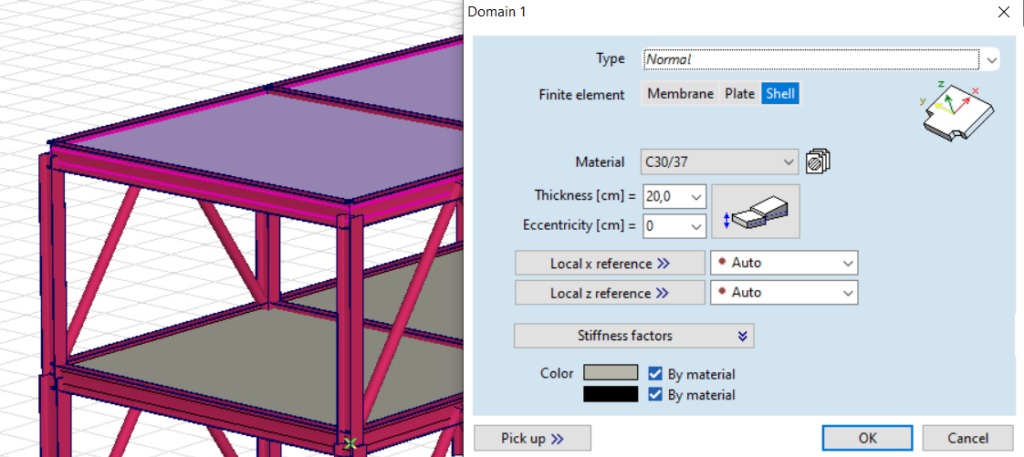 Domain 1
Type Normal
Finite element Membrane Plate Shell
z
x
y
Material C30/37
Thickness [cm] = 20,0
Eccentricity [cm] = 0
Local x reference >> Auto
Local z reference >> Auto
Stiffness factors
Color By material
By material
Pick up >> OK Cancel